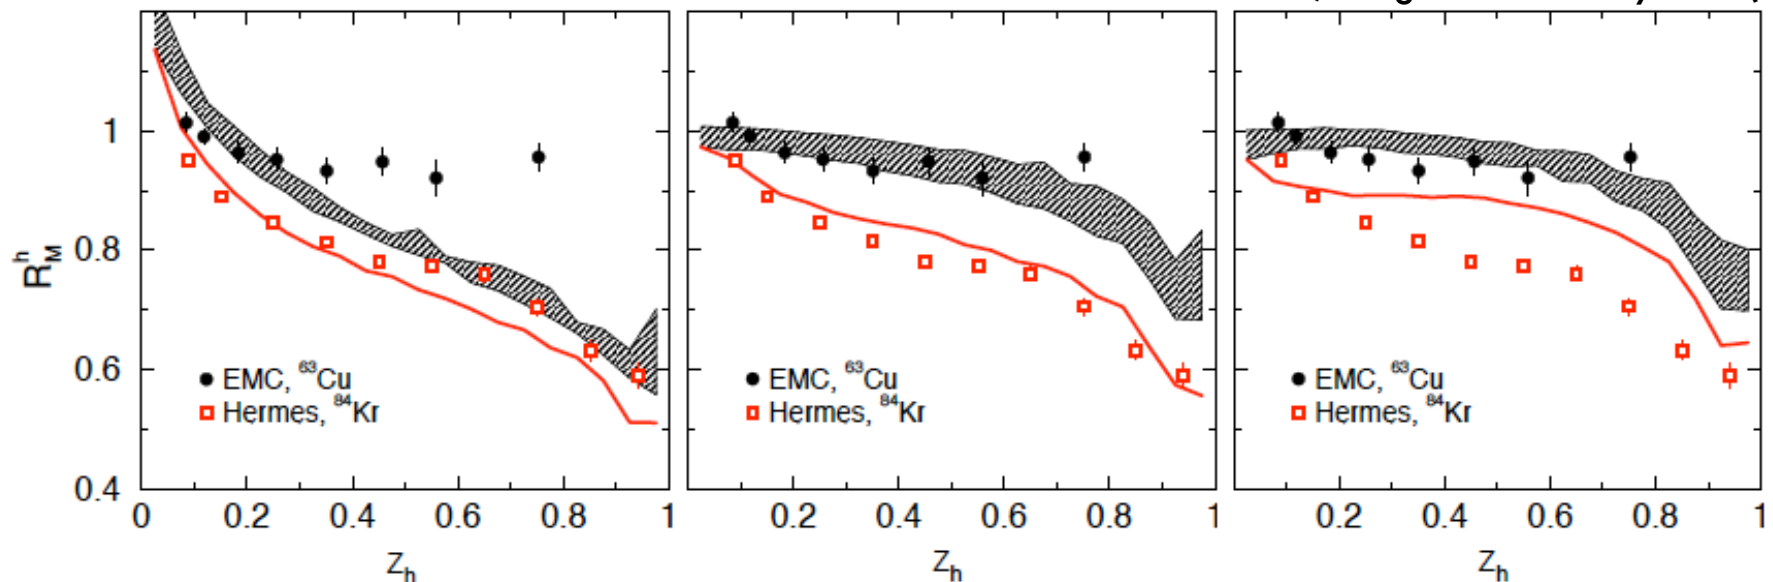 1
0.8
0.6
0.4
R_M^h
EMC, ⁶³Cu
Hermes, ⁸⁴Kr
0 0.2 0.4 0.6 0.8 1
Z_h
EMC, ⁶³Cu
Hermes, ⁸⁴Kr
0.2 0.4 0.6 0.8 1
Z_h
EMC, ⁶³Cu
Hermes, ⁸⁴Kr
0.2 0.4 0.6 0.8 1
Z_h